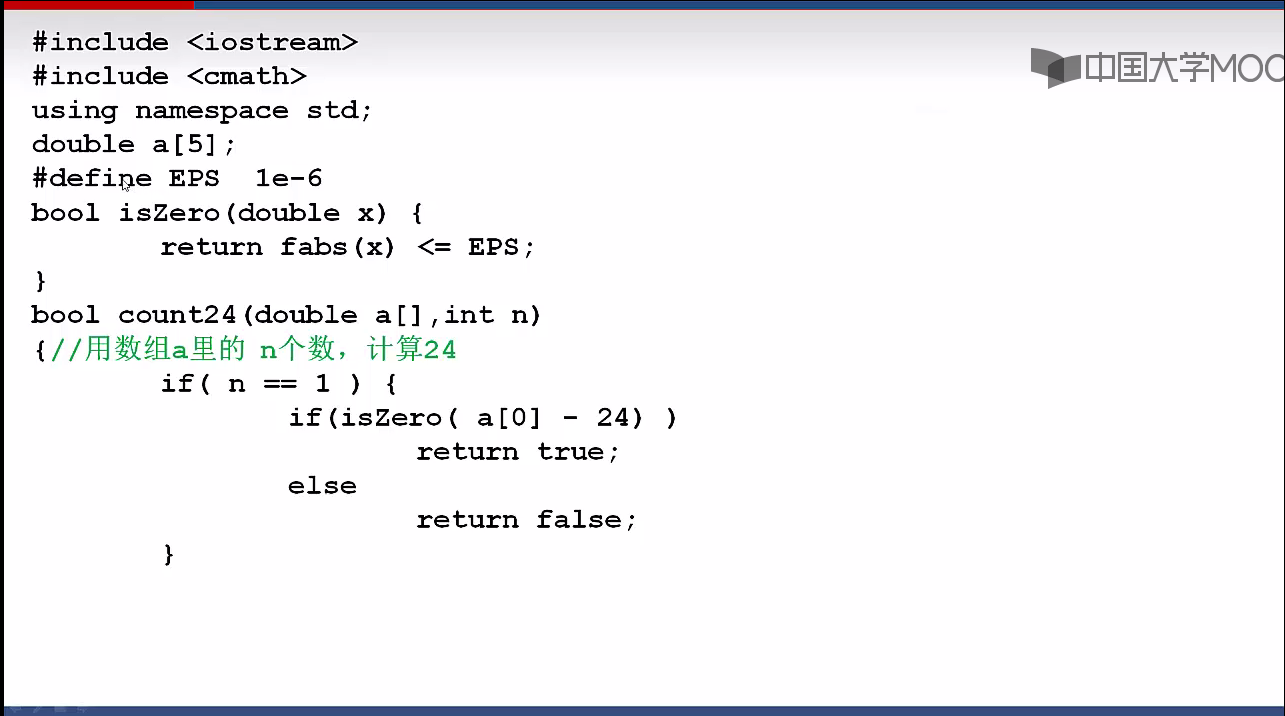 #include <iostream>
#include <cmath>
中国大学MOO
using namespace std;
double a[5];
#define EPS  1e-6
bool isZero(double x) {
return fabs(x) <= EPS;
}
bool count24(double a[],int n)
{//用数组a里的 n个数，计算24
if( n == 1 ) {
if(isZero( a[0] - 24) )
return true;
else
return false;
}